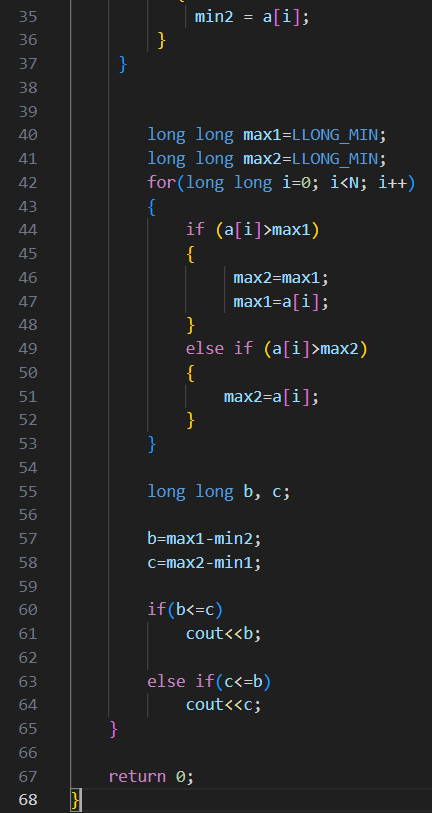 35 min2 = a[i];
36 }
37 }
38
39
40 long long max1=LLONG_MIN;
41 long long max2=LLONG_MIN;
42 for(long long i=0; i<N; i++)
43 {
44 if (a[i]>max1)
45 {
46 max2=max1;
47 max1=a[i];
48 }
49 else if (a[i]>max2)
50 {
51 max2=a[i];
52 }
53 }
54
55 long long b, c;
56
57 b=max1-min2;
58 c=max2-min1;
59
60 if(b<=c)
61 cout<<b;
62
63 else if(c<=b)
64 cout<<c;
65 }
66
67 return 0;
68 }